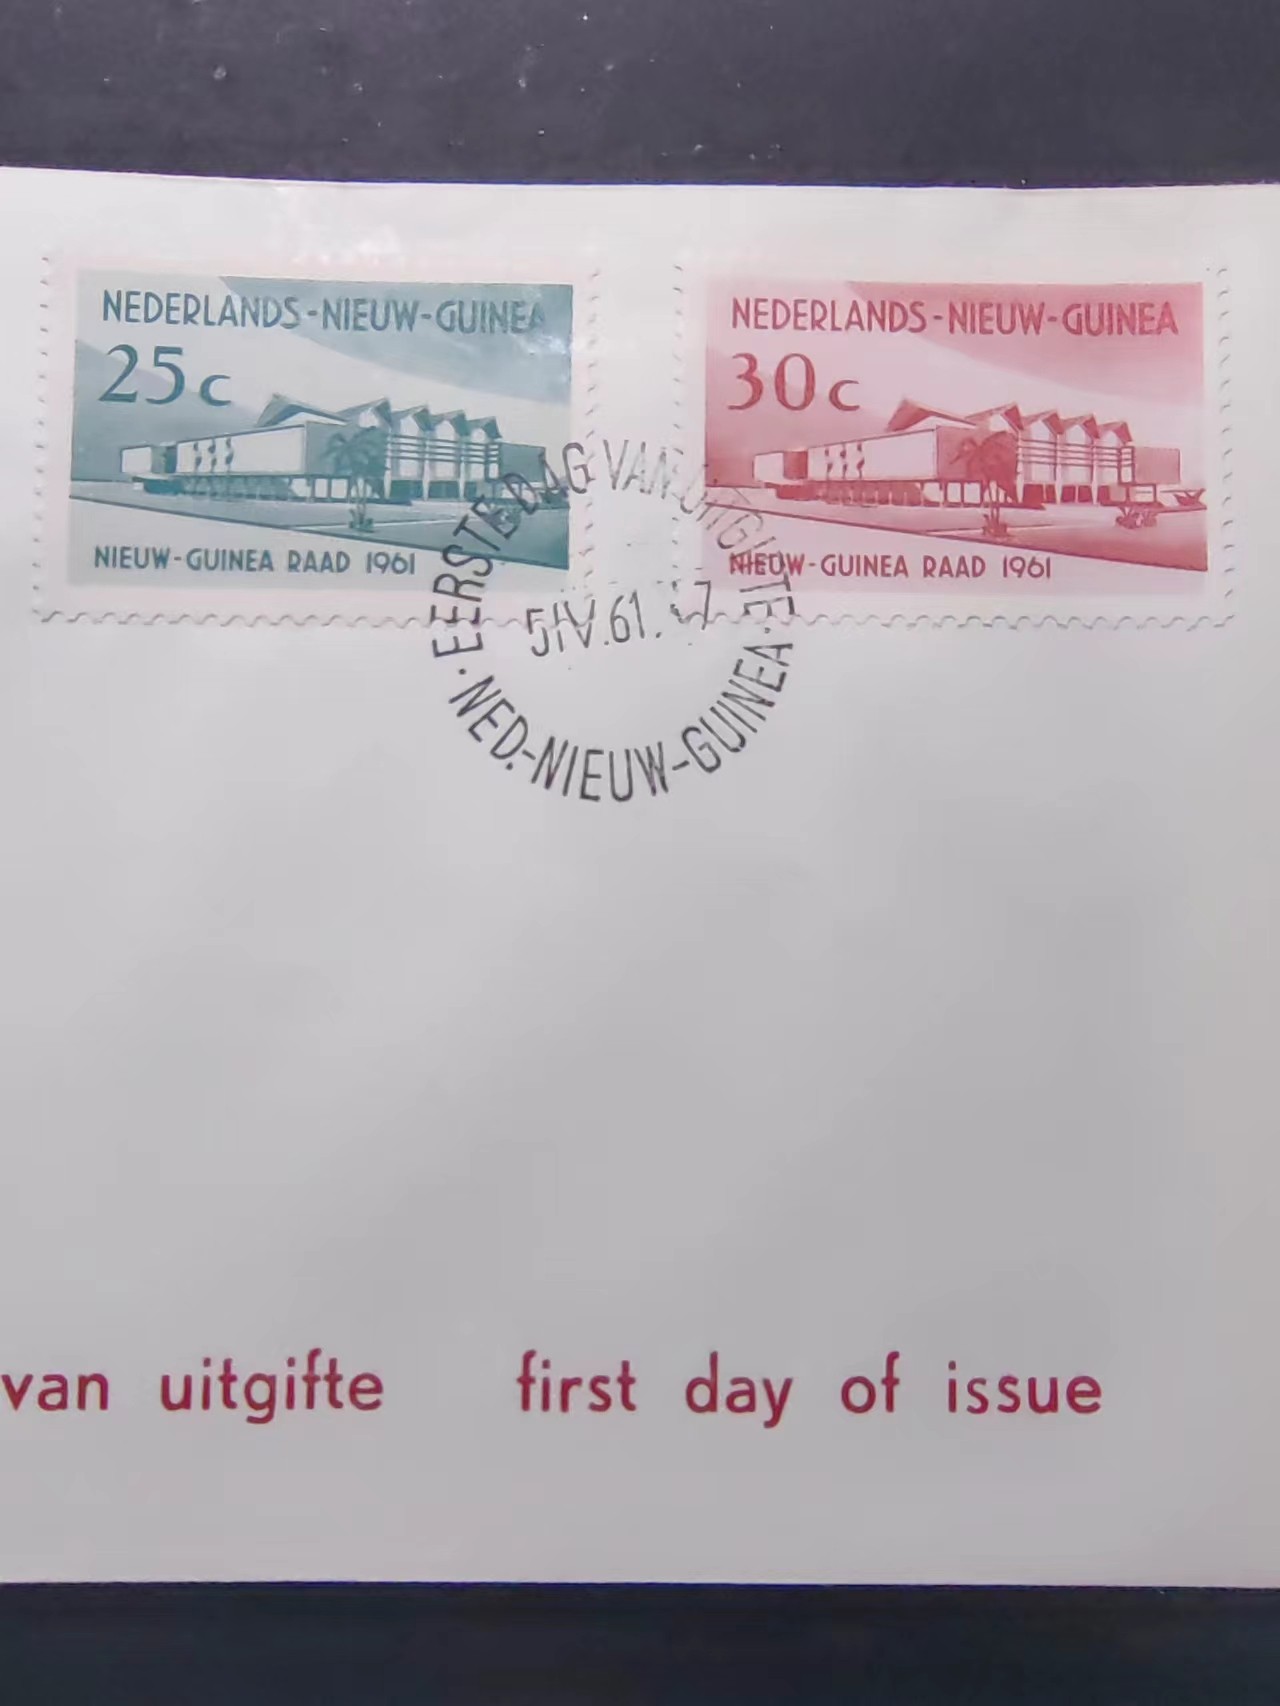 NEDERLANDS-NIEUW-GUINEA
25c
NIEUW-GUINEA RAAD 1961
NEDERLANDS-NIEUW-GUINEA
30c
NIEUW-GUINEA RAAD 1961
EERSTE DAG VAN UITGIFTE
5.IV.61.
NED.-NIEUW-GUINEA
van uitgifte first day of issue